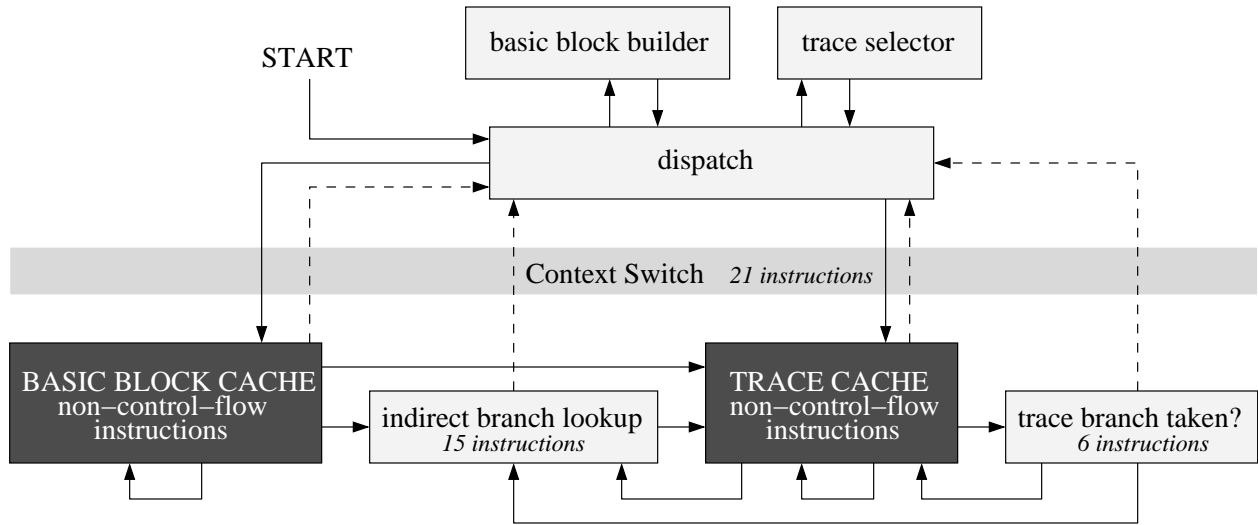 basic block builder
trace selector
START
dispatch
Context Switch 21 instructions
BASIC BLOCK CACHE
non−control−flow
instructions
indirect branch lookup
15 instructions
TRACE CACHE
non−control−flow
instructions
trace branch taken?
6 instructions